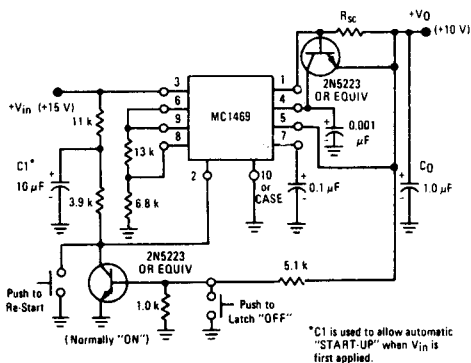 +VO
(+10 V)
RSC
2N5223
OR EQUIV
+Vin (+15 V)
3
6
9
8
MC1469
1
4
5
7
11 k
13 k
0.001
µF
C1*
10 µF
2
10
or
CASE
0.1 µF
CO
1.0 µF
3.9 k
6.8 k
2N5223
OR EQUIV
5.1 k
Push to
Re-Start
1.0 k
Push to
Latch "OFF"
(Normally "ON")
*C1 is used to allow automatic
"START-UP" when Vin is
first applied.